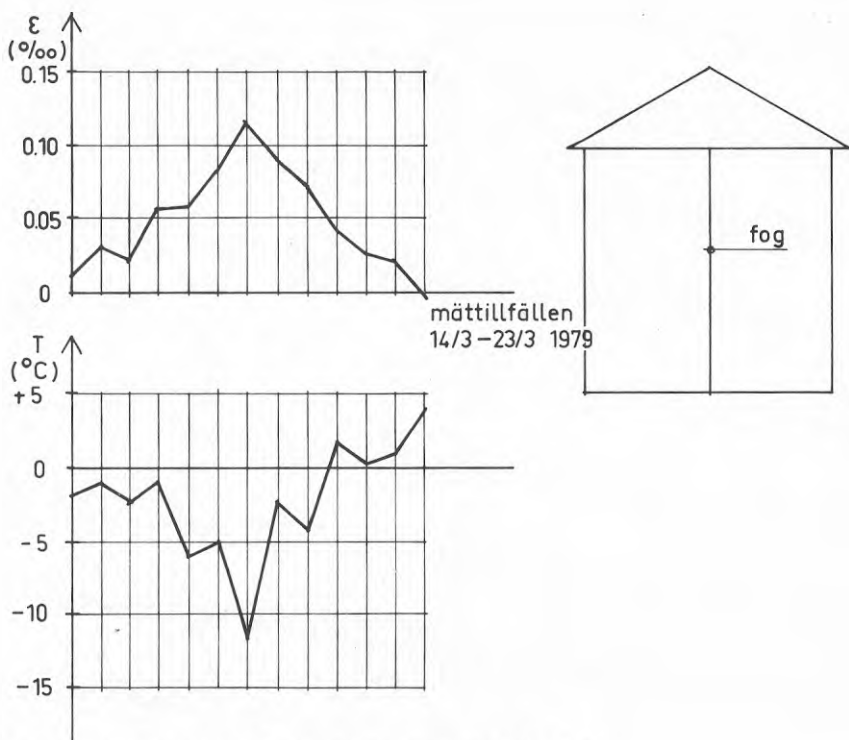 ε
(‰)
0.15
0.10
0.05
0
mättillfällen
14/3 – 23/3 1979
T
(°C)
+5
0
-5
-10
-15
fog